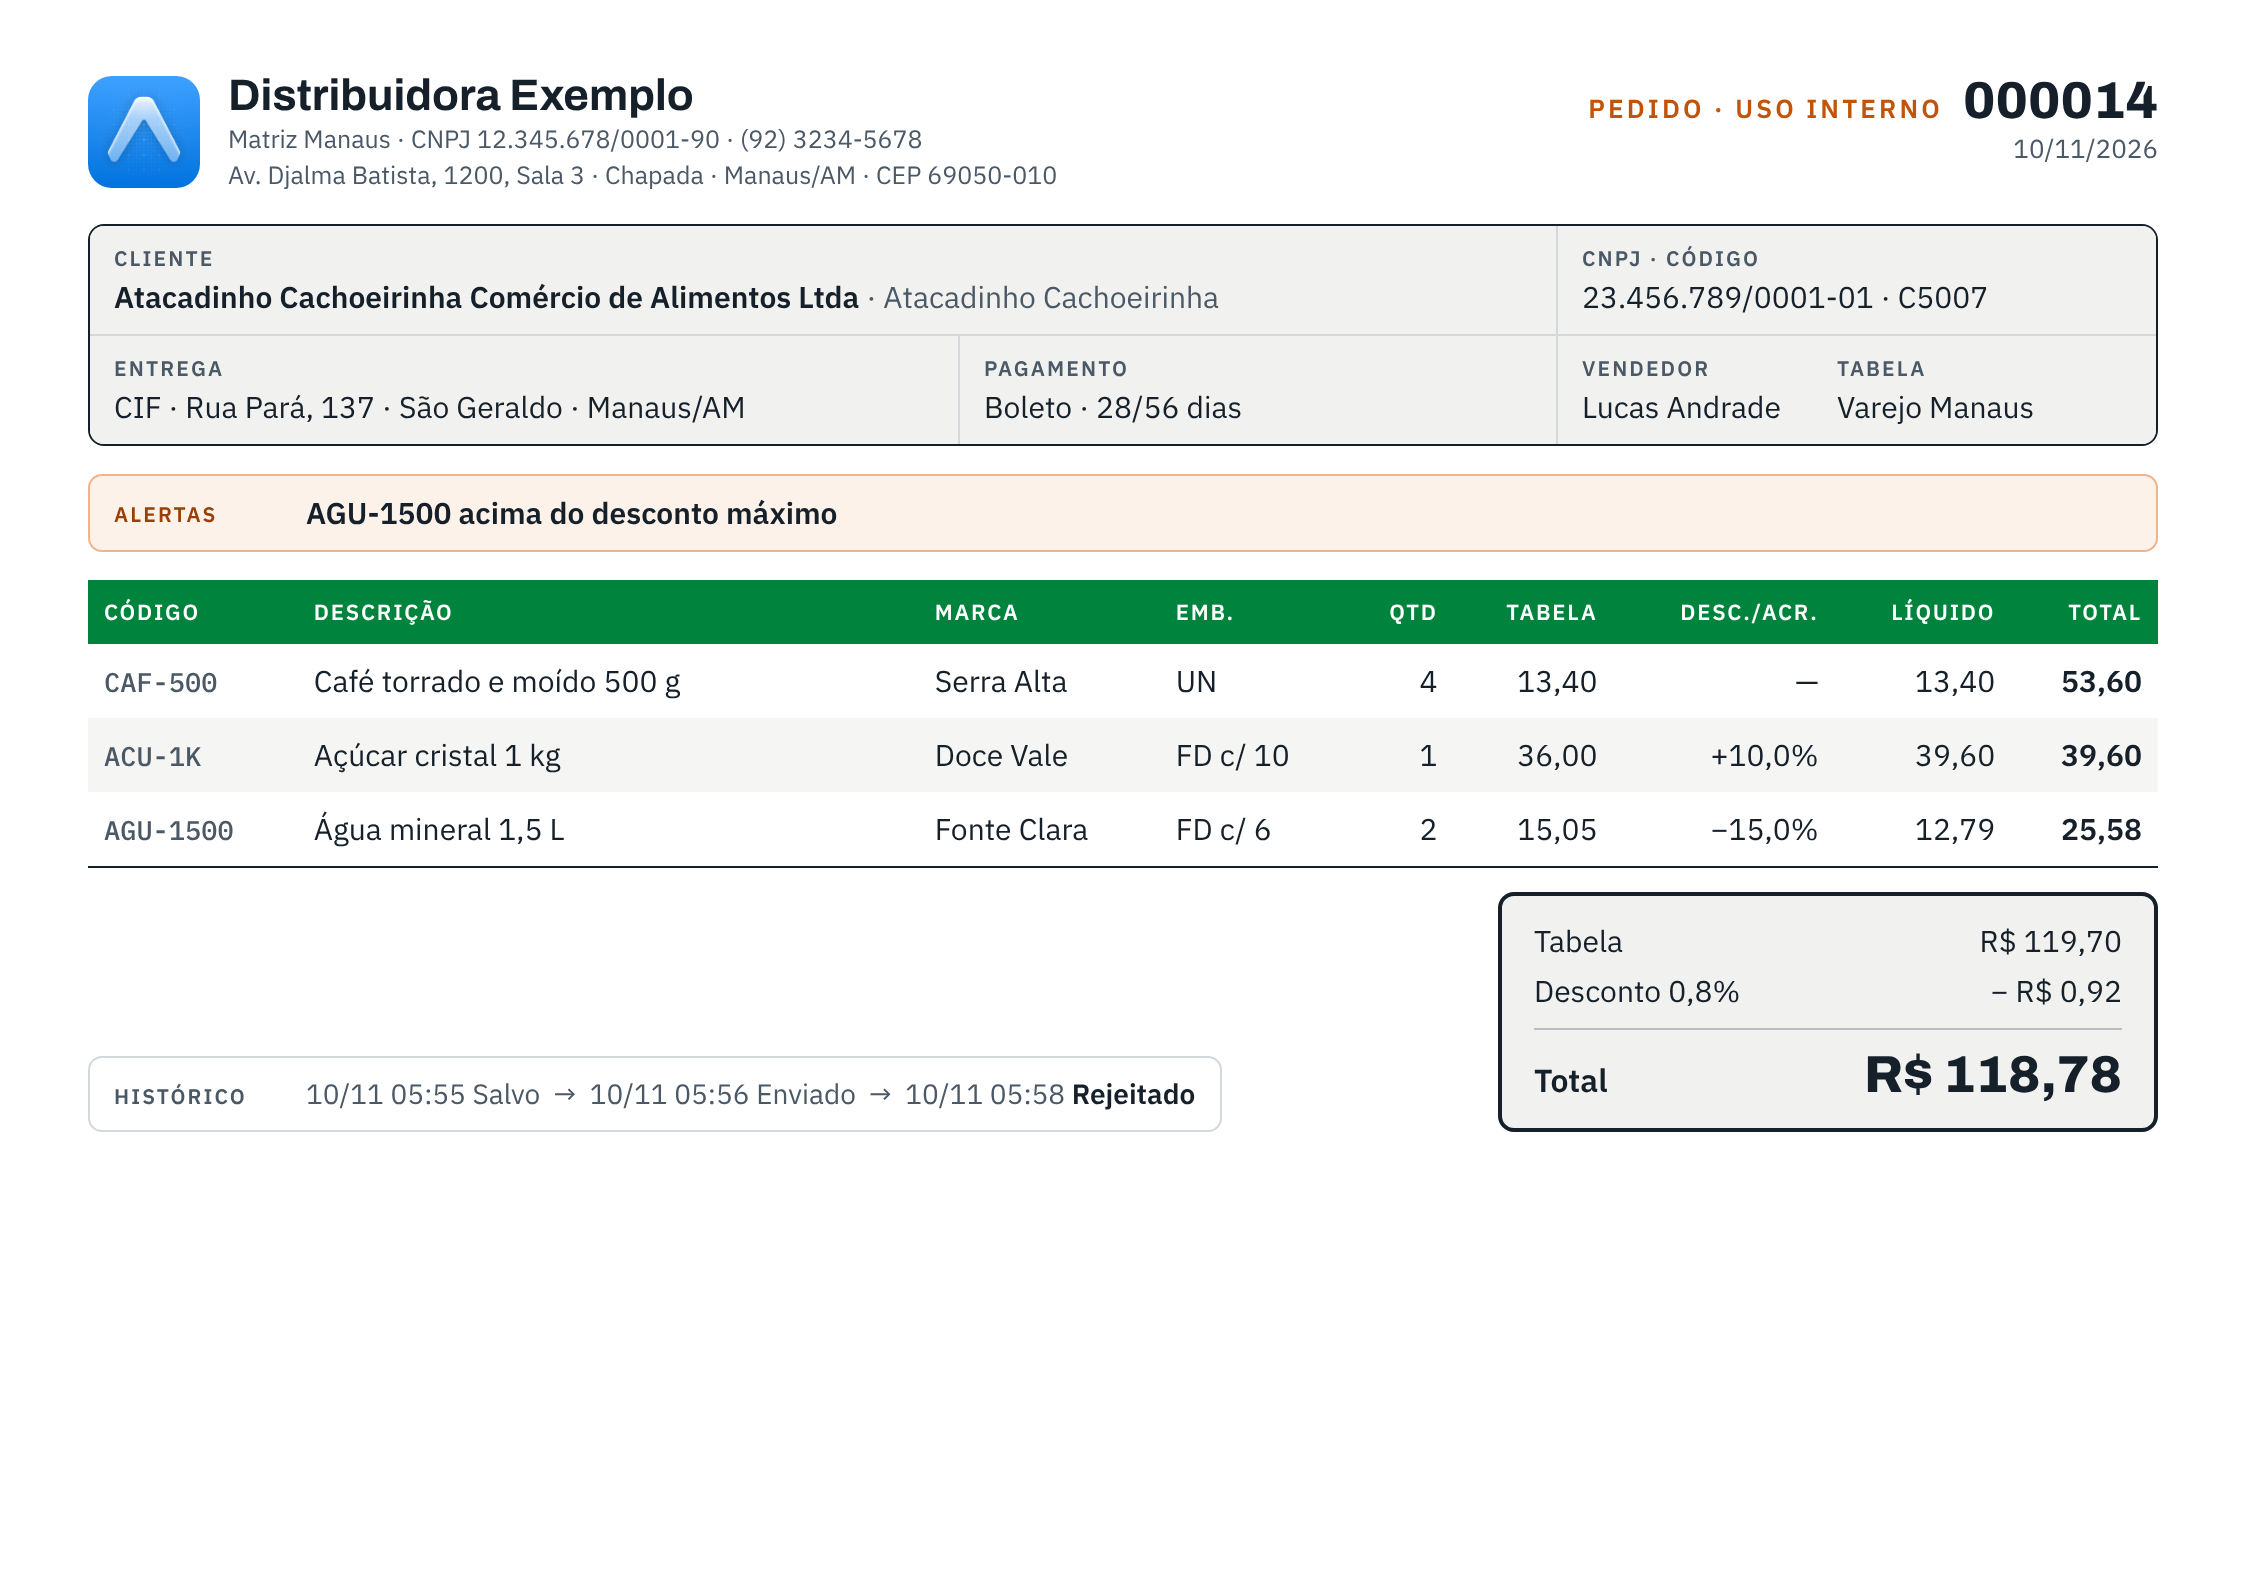 Distribuidora Exemplo
Matriz Manaus · CNPJ 12.345.678/0001-90 · (92) 3234-5678
Av. Djalma Batista, 1200, Sala 3 · Chapada · Manaus/AM · CEP 69050-010
PEDIDO · USO INTERNO 000014
10/11/2026
CLIENTE
Atacadinho Cachoeirinha Comércio de Alimentos Ltda · Atacadinho Cachoeirinha
CNPJ · CÓDIGO
23.456.789/0001-01 · C5007
ENTREGA
CIF · Rua Pará, 137 · São Geraldo · Manaus/AM
PAGAMENTO
Boleto · 28/56 dias
VENDEDOR
Lucas Andrade
TABELA
Varejo Manaus
ALERTAS AGU-1500 acima do desconto máximo
CÓDIGO DESCRIÇÃO MARCA EMB. QTD TABELA DESC./ACR. LÍQUIDO TOTAL
CAF-500 Café torrado e moído 500 g Serra Alta UN 4 13,40 — 13,40 53,60
ACU-1K Açúcar cristal 1 kg Doce Vale FD c/ 10 1 36,00 +10,0% 39,60 39,60
AGU-1500 Água mineral 1,5 L Fonte Clara FD c/ 6 2 15,05 −15,0% 12,79 25,58
Tabela R$ 119,70
Desconto 0,8% − R$ 0,92
Total R$ 118,78
HISTÓRICO 10/11 05:55 Salvo → 10/11 05:56 Enviado → 10/11 05:58 Rejeitado